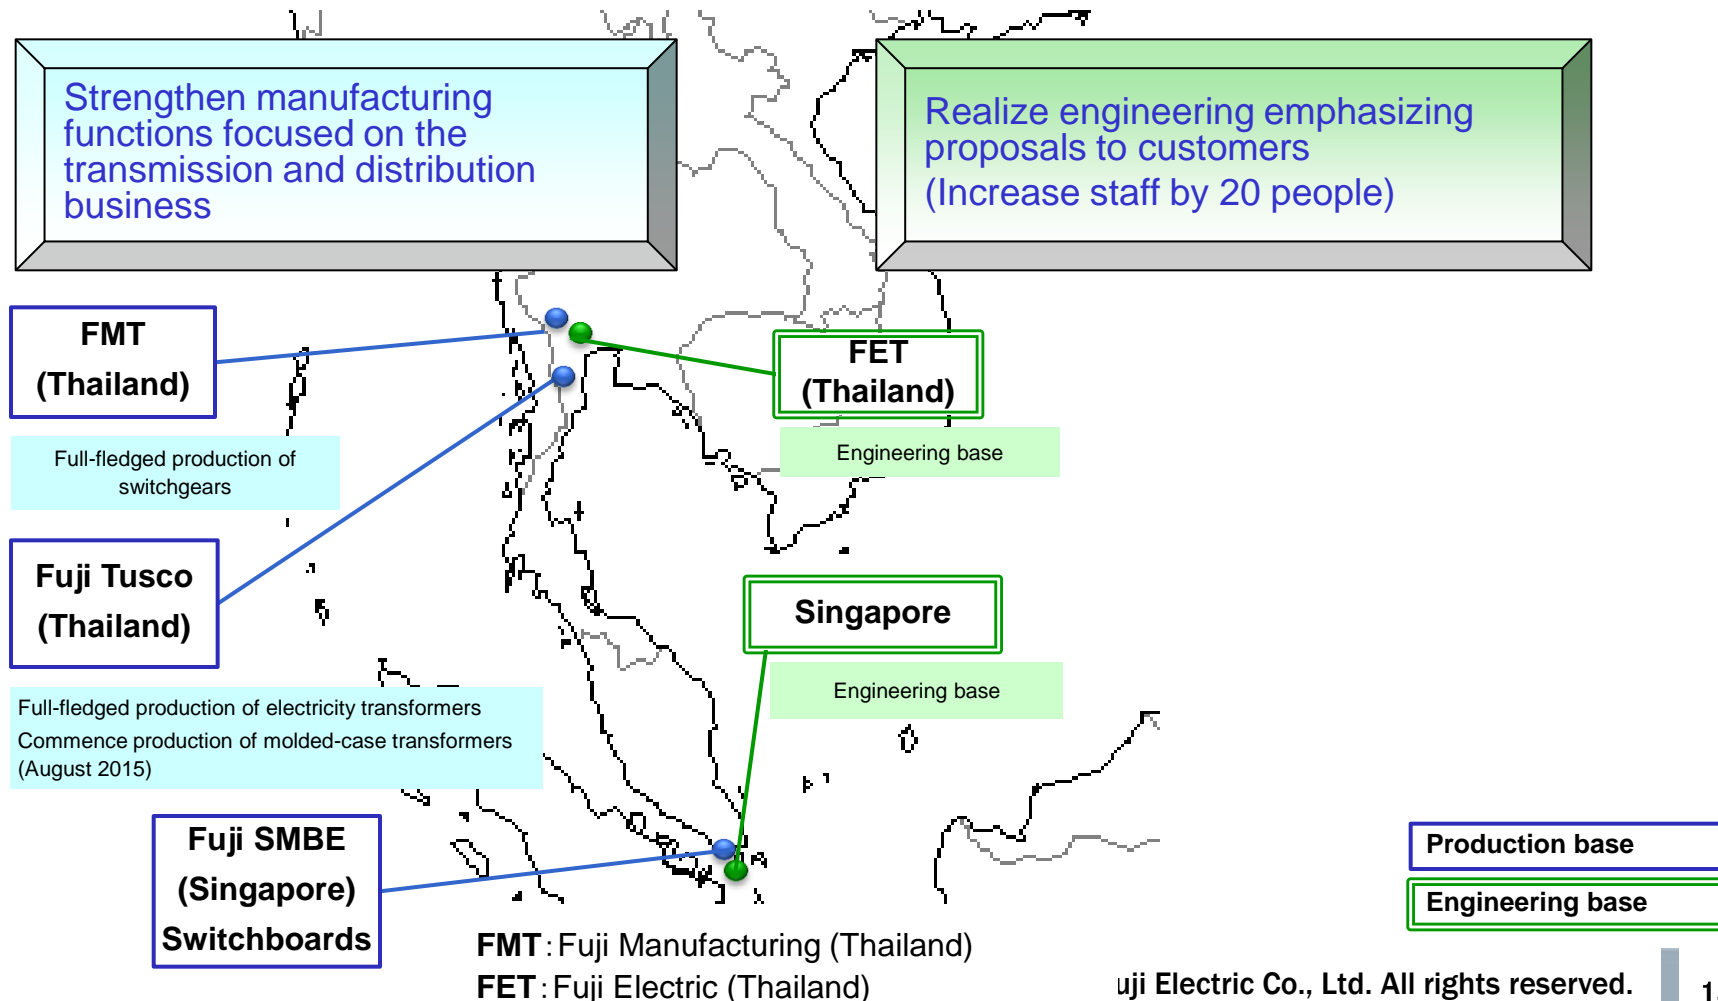 Strengthen manufacturing
functions focused on the
transmission and distribution
business
Realize engineering emphasizing
proposals to customers
(Increase staff by 20 people)
FMT
(Thailand)
Full-fledged production of
switchgears
FET
(Thailand)
Engineering base
Fuji Tusco
(Thailand)
Full-fledged production of electricity transformers
Commence production of molded-case transformers
(August 2015)
Singapore
Engineering base
Fuji SMBE
(Singapore)
Switchboards
Production base
Engineering base
FMT：Fuji Manufacturing (Thailand)
FET：Fuji Electric (Thailand)
uji Electric Co., Ltd. All rights reserved.